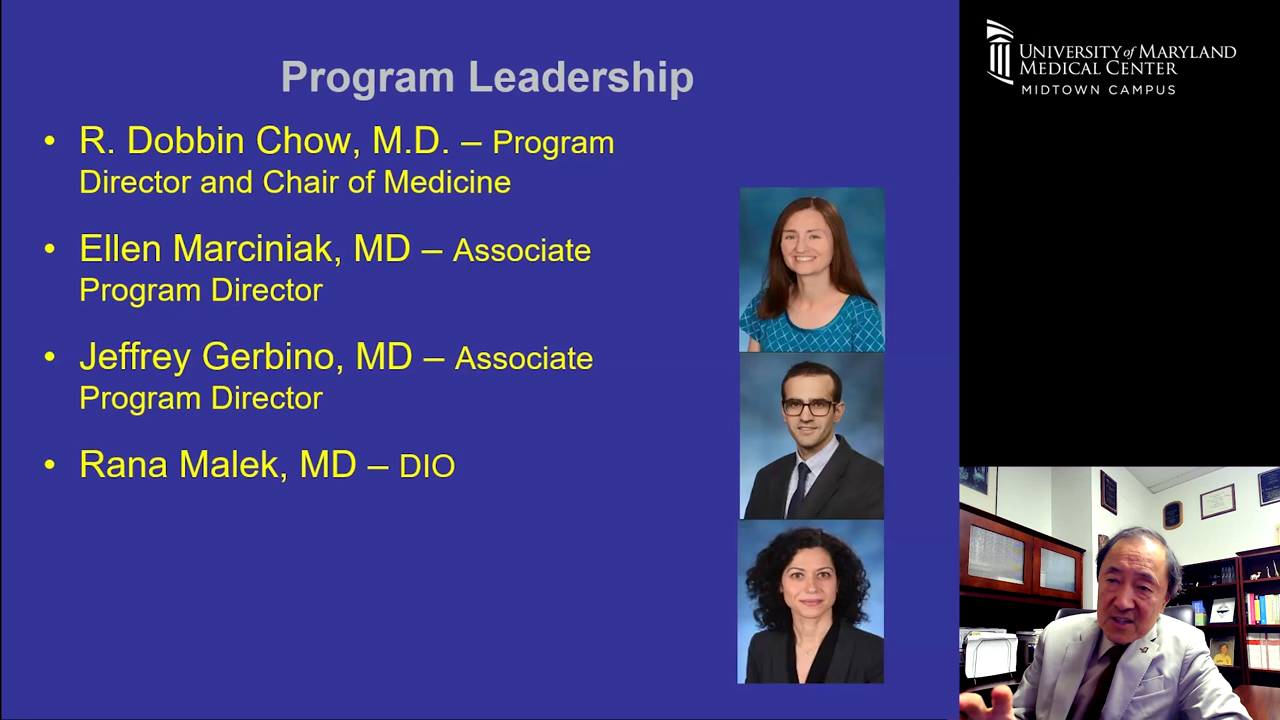 Program Leadership
• R. Dobbin Chow, M.D. – Program
Director and Chair of Medicine
• Ellen Marciniak, MD – Associate
Program Director
• Jeffrey Gerbino, MD – Associate
Program Director
• Rana Malek, MD – DIO
UNIVERSITY of MARYLAND
MEDICAL CENTER
MIDTOWN CAMPUS